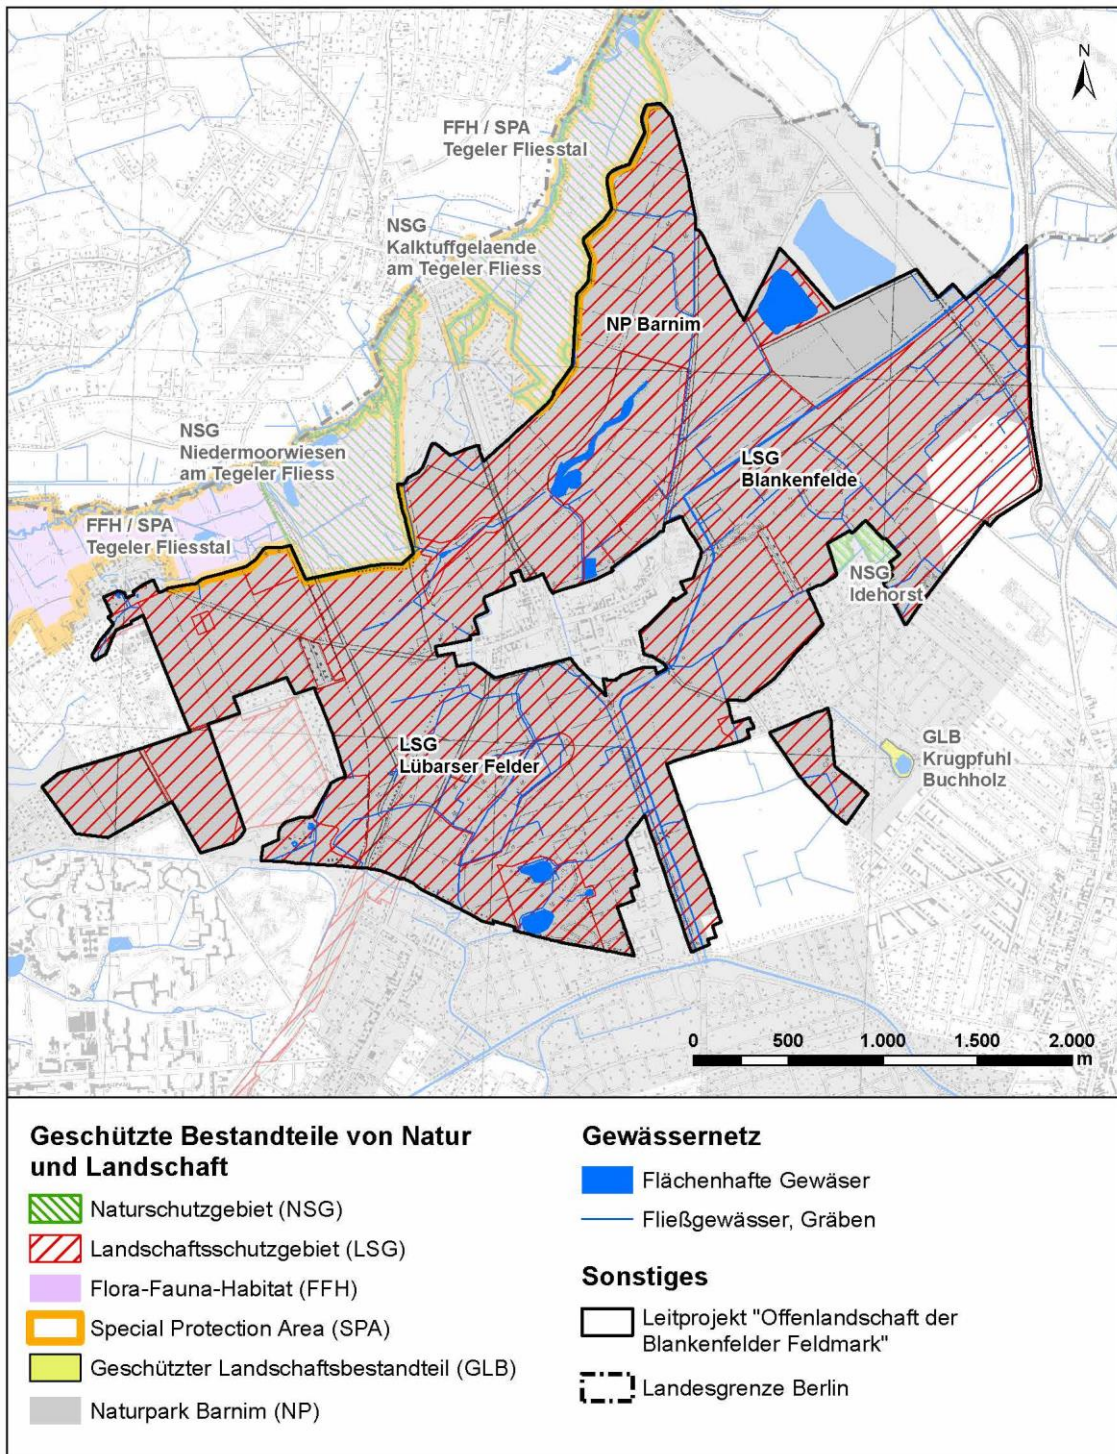 N
FFH / SPA
Tegeler Fliesstal
NSG
Kalktuffgelaende
am Tegeler Fliess
NP Barnim
NSG
Niedermoorwiesen
am Tegeler Fliess
LSG
Blankenfelde
FFH / SPA
Tegeler Fliesstal
NSG
Idehorst
LSG
Lübarser Felder
GLB
Krugpfuhl
Buchholz
0 500 1.000 1.500 2.000
m
Geschützte Bestandteile von Natur
und Landschaft
Naturschutzgebiet (NSG)
Landschaftsschutzgebiet (LSG)
Flora-Fauna-Habitat (FFH)
Special Protection Area (SPA)
Geschützter Landschaftsbestandteil (GLB)
Naturpark Barnim (NP)
Gewässernetz
Flächenhafte Gewäser
Fließgewässer, Gräben
Sonstiges
Leitprojekt "Offenlandschaft der
Blankenfelder Feldmark"
Landesgrenze Berlin